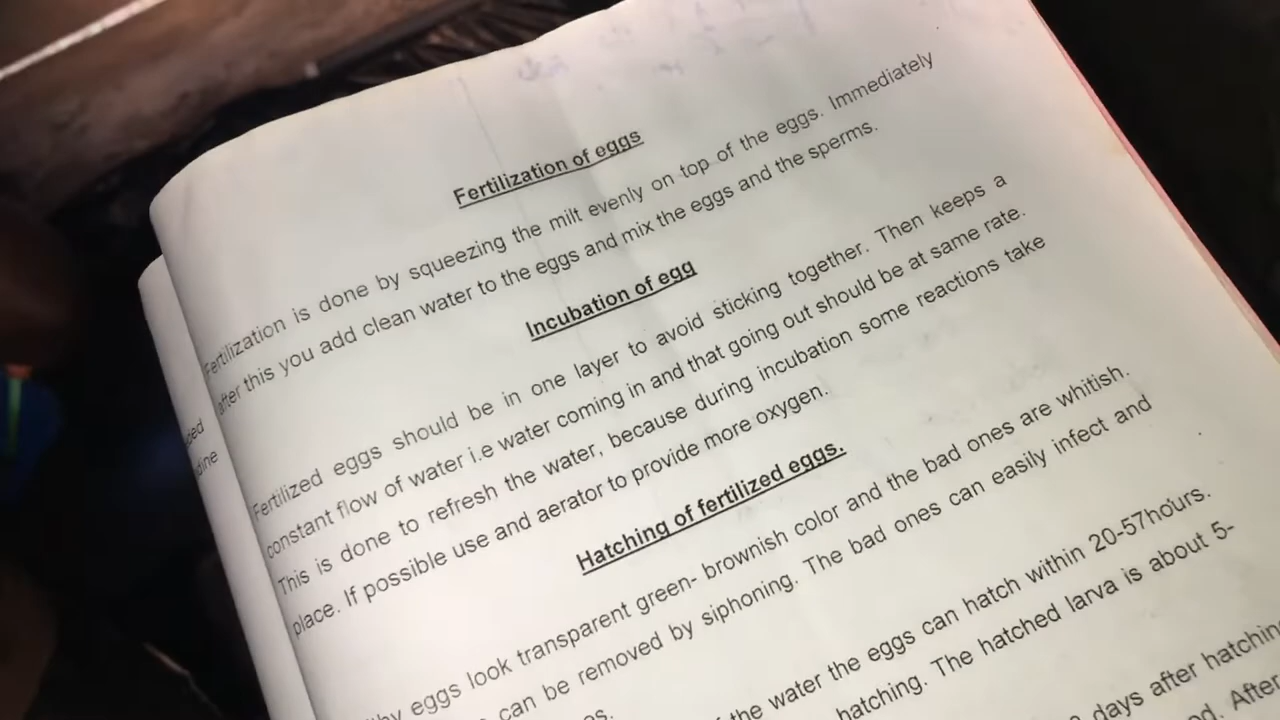 Fertilization of eggs
Fertilization is done by squeezing the milt evenly on top of the eggs. Immediately
after this you add clean water to the eggs and mix the eggs and the sperms.
Incubation of egg
Fertilized eggs should be in one layer to avoid sticking together. Then keeps a
constant flow of water i.e water coming in and that going out should be at same rate.
This is done to refresh the water, because during incubation some reactions take
place. If possible use and aerator to provide more oxygen.
Hatching of fertilized eggs.
eggs look transparent green- brownish color and the bad ones are whitish.
can be removed by siphoning. The bad ones can easily infect and
the water the eggs can hatch within 20-57hours.
hatching. The hatched larva is about 5-
days after hatching
After